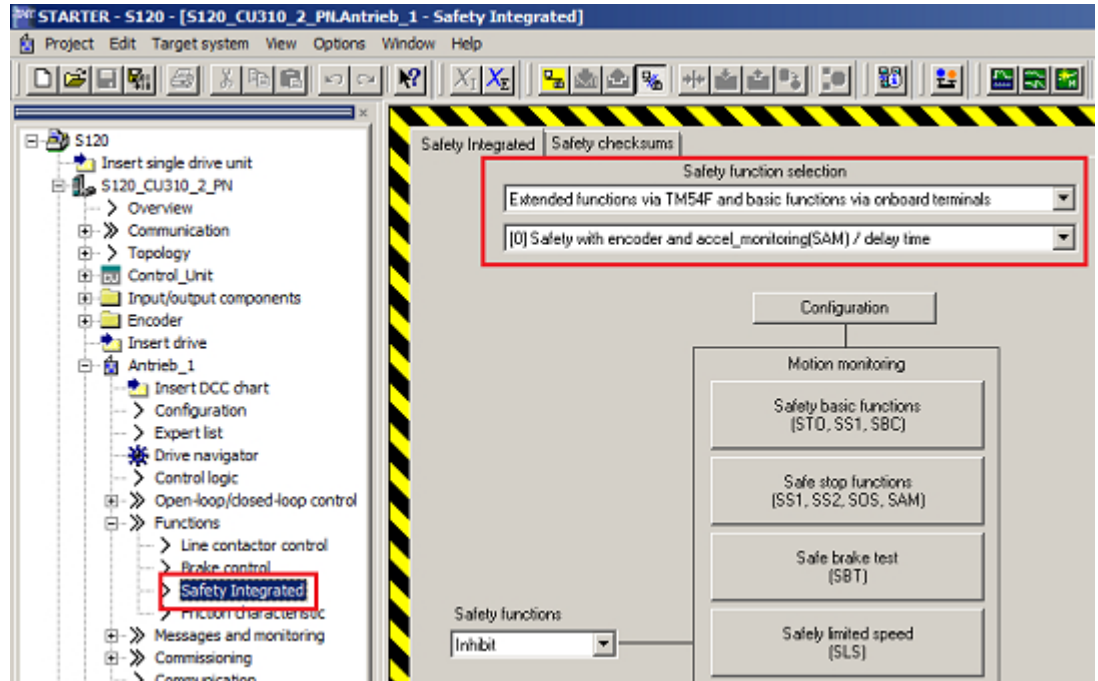 STARTER - S120 - [S120_CU310_2_PN.Antrieb_1 - Safety Integrated]
Project Edit Target system View Options Window Help
S120
Insert single drive unit
S120_CU310_2_PN
Overview
Communication
Topology
Control_Unit
Input/output components
Encoder
Insert drive
Antrieb_1
Insert DCC chart
Configuration
Expert list
Drive navigator
Control logic
Open-loop/closed-loop control
Functions
Line contactor control
Brake control
Safety Integrated
Friction characteristic
Messages and monitoring
Commissioning
Communication
Safety Integrated Safety checksums
Safety function selection
Extended functions via TM54F and basic functions via onboard terminals
[0] Safety with encoder and accel_monitoring(SAM) / delay time
Configuration
Motion monitoring
Safety basic functions
(STO, SS1, SBC)
Safe stop functions
(SS1, SS2, SOS, SAM)
Safe brake test
(SBT)
Safety functions
Inhibit
Safely limited speed
(SLS)